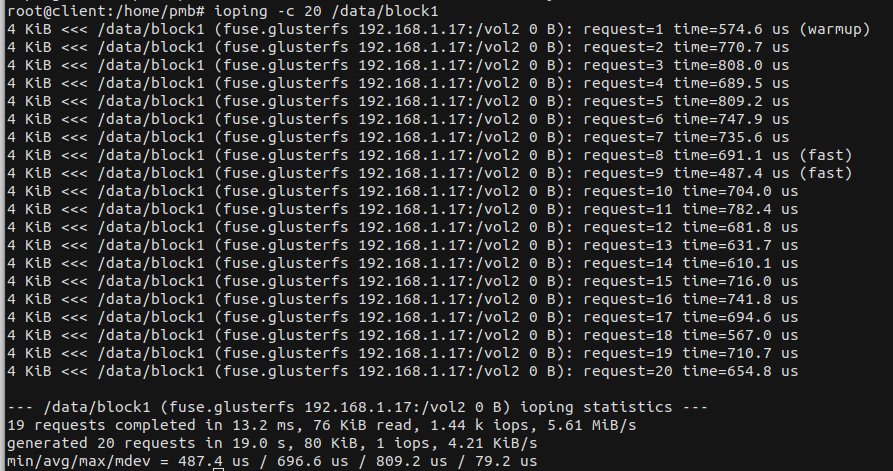 root@client:/home/pmb# ioping -c 20 /data/block1
4 KiB <<< /data/block1 (fuse.glusterfs 192.168.1.17:/vol2 0 B): request=1 time=574.6 us (warmup)
4 KiB <<< /data/block1 (fuse.glusterfs 192.168.1.17:/vol2 0 B): request=2 time=770.7 us
4 KiB <<< /data/block1 (fuse.glusterfs 192.168.1.17:/vol2 0 B): request=3 time=808.0 us
4 KiB <<< /data/block1 (fuse.glusterfs 192.168.1.17:/vol2 0 B): request=4 time=689.5 us
4 KiB <<< /data/block1 (fuse.glusterfs 192.168.1.17:/vol2 0 B): request=5 time=809.2 us
4 KiB <<< /data/block1 (fuse.glusterfs 192.168.1.17:/vol2 0 B): request=6 time=747.9 us
4 KiB <<< /data/block1 (fuse.glusterfs 192.168.1.17:/vol2 0 B): request=7 time=735.6 us
4 KiB <<< /data/block1 (fuse.glusterfs 192.168.1.17:/vol2 0 B): request=8 time=691.1 us (fast)
4 KiB <<< /data/block1 (fuse.glusterfs 192.168.1.17:/vol2 0 B): request=9 time=487.4 us (fast)
4 KiB <<< /data/block1 (fuse.glusterfs 192.168.1.17:/vol2 0 B): request=10 time=704.0 us
4 KiB <<< /data/block1 (fuse.glusterfs 192.168.1.17:/vol2 0 B): request=11 time=782.4 us
4 KiB <<< /data/block1 (fuse.glusterfs 192.168.1.17:/vol2 0 B): request=12 time=681.8 us
4 KiB <<< /data/block1 (fuse.glusterfs 192.168.1.17:/vol2 0 B): request=13 time=631.7 us
4 KiB <<< /data/block1 (fuse.glusterfs 192.168.1.17:/vol2 0 B): request=14 time=610.1 us
4 KiB <<< /data/block1 (fuse.glusterfs 192.168.1.17:/vol2 0 B): request=15 time=716.0 us
4 KiB <<< /data/block1 (fuse.glusterfs 192.168.1.17:/vol2 0 B): request=16 time=741.8 us
4 KiB <<< /data/block1 (fuse.glusterfs 192.168.1.17:/vol2 0 B): request=17 time=694.6 us
4 KiB <<< /data/block1 (fuse.glusterfs 192.168.1.17:/vol2 0 B): request=18 time=567.0 us
4 KiB <<< /data/block1 (fuse.glusterfs 192.168.1.17:/vol2 0 B): request=19 time=710.7 us
4 KiB <<< /data/block1 (fuse.glusterfs 192.168.1.17:/vol2 0 B): request=20 time=654.8 us
--- /data/block1 (fuse.glusterfs 192.168.1.17:/vol2 0 B) ioping statistics ---
19 requests completed in 13.2 ms, 76 KiB read, 1.44 k iops, 5.61 MiB/s
generated 20 requests in 19.0 s, 80 KiB, 1 iops, 4.21 KiB/s
min/avg/max/mdev = 487.4 us / 696.6 us / 809.2 us / 79.2 us